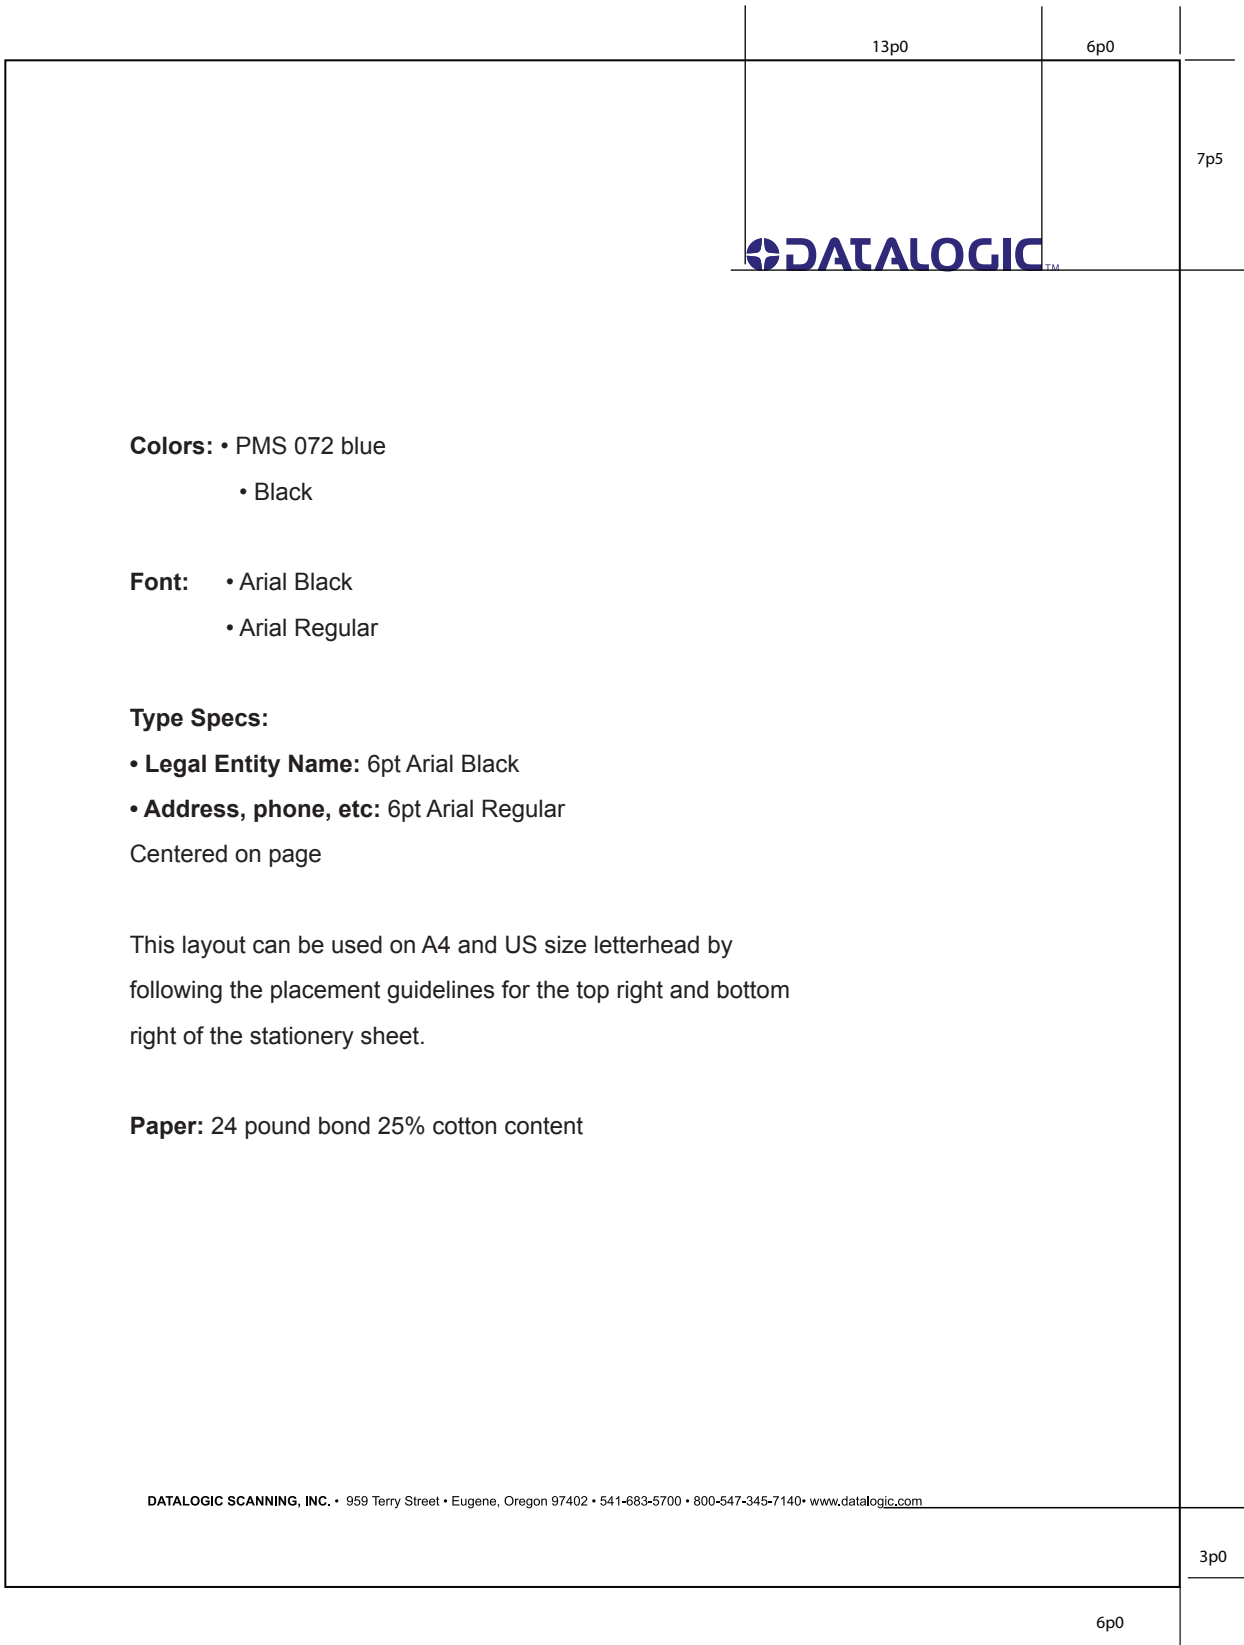 13p0 6p0
7p5
DATALOGIC TM
Colors: • PMS 072 blue
• Black
Font: • Arial Black
• Arial Regular
Type Specs:
• Legal Entity Name: 6pt Arial Black
• Address, phone, etc: 6pt Arial Regular
Centered on page
This layout can be used on A4 and US size letterhead by
following the placement guidelines for the top right and bottom
right of the stationery sheet.
Paper: 24 pound bond 25% cotton content
DATALOGIC SCANNING, INC. • 959 Terry Street • Eugene, Oregon 97402 • 541-683-5700 • 800-547-345-7140• www.datalogic.com
3p0
6p0